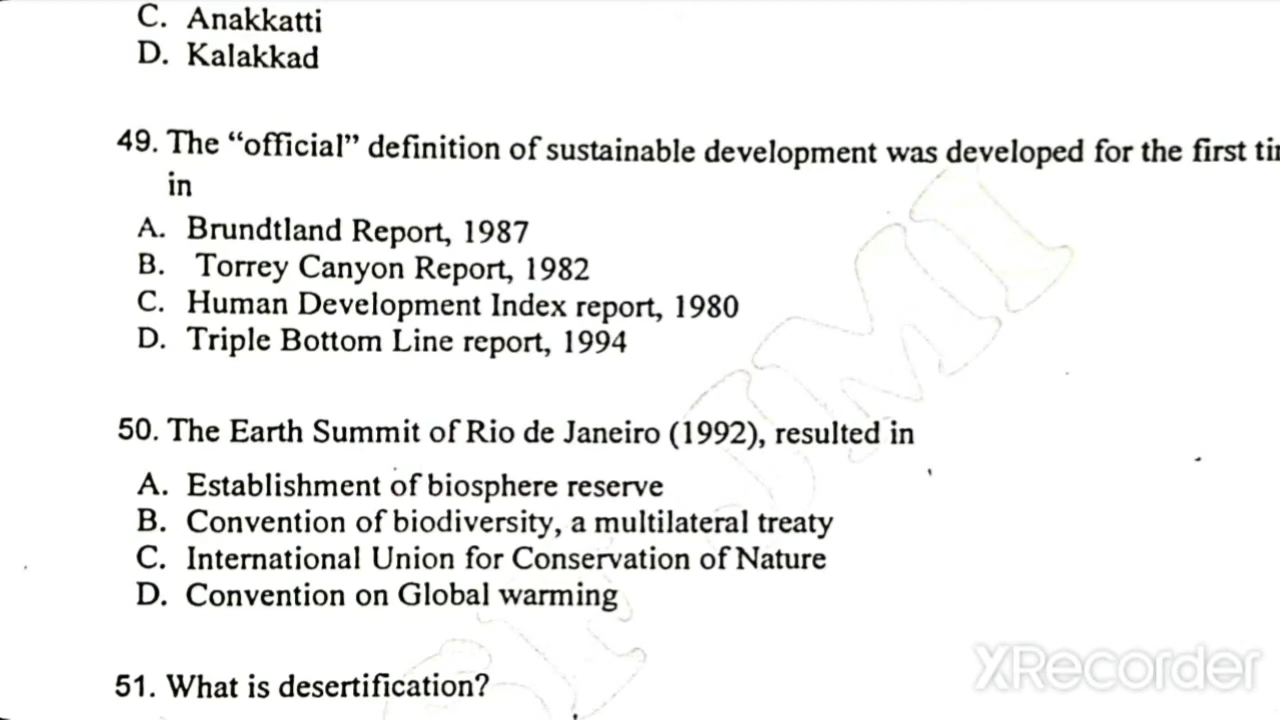 C. Anakkatti
D. Kalakkad
49. The “official” definition of sustainable development was developed for the first
in
A. Brundtland Report, 1987
B. Torrey Canyon Report, 1982
C. Human Development Index report, 1980
D. Triple Bottom Line report, 1994
50. The Earth Summit of Rio de Janeiro (1992), resulted in
A. Establishment of biosphere reserve
B. Convention of biodiversity, a multilateral treaty
C. International Union for Conservation of Nature
D. Convention on Global warming
51. What is desertification?
XRecorder